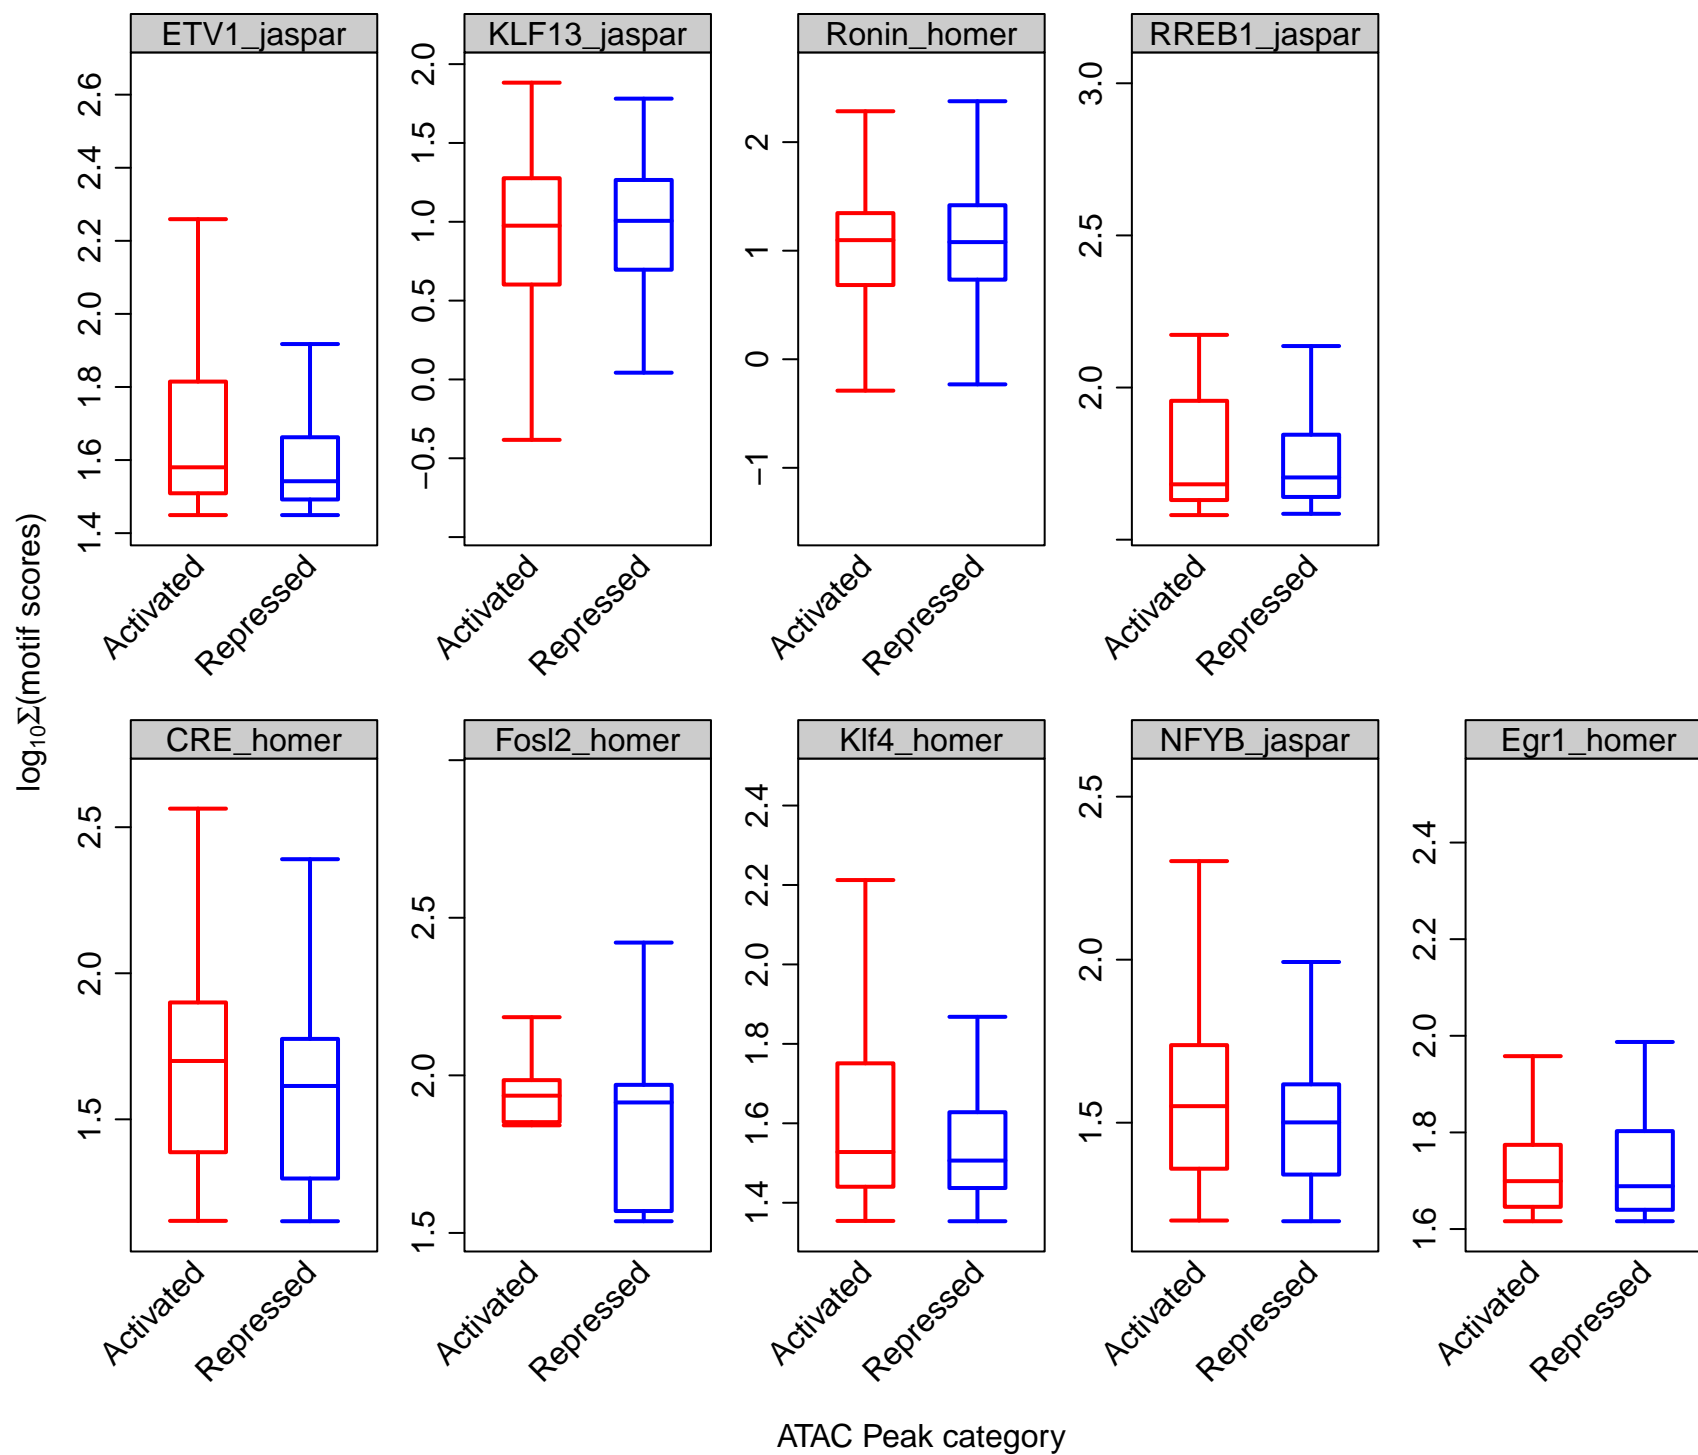 ETV1_jaspar KLF13_jaspar Ronin_homer RREB1_jaspar
1.4 1.6 1.8 2.0 2.2 2.4 2.6
−0.5 0.0 0.5 1.0 1.5 2.0
−1 0 1 2
2.0 2.5 3.0
Activated Repressed Activated Repressed Activated Repressed Activated Repressed
log₁₀Σ(motif scores)
CRE_homer Fosl2_homer Klf4_homer NFYB_jaspar Egr1_homer
1.5 2.0 2.5
1.5 2.0 2.5
1.4 1.6 1.8 2.0 2.2 2.4
1.5 2.0 2.5
1.6 1.8 2.0 2.2 2.4
Activated Repressed Activated Repressed Activated Repressed Activated Repressed Activated Repressed
ATAC Peak category